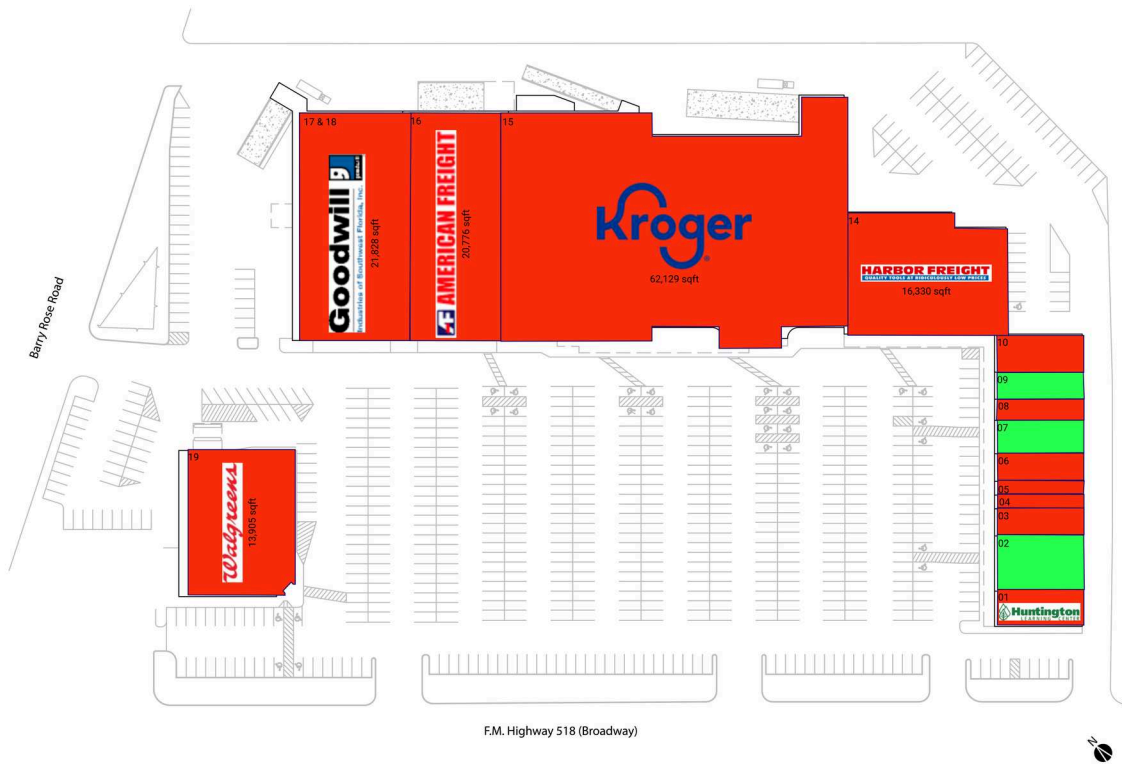 17 & 18
Goodwill
Industries of Southwest Florida, Inc.
21,828 sqft
16
AMERICAN FREIGHT
AF
20,776 sqft
15
Kroger
62,129 sqft
14
HARBOR FREIGHT
QUALITY TOOLS AT RIDICULOUSLY LOW PRICES
16,330 sqft
10
09
08
07
06
05
04
03
02
01
Huntington
LEARNING CENTER
19
Walgreens
13,905 sqft
Barry Rose Road
F.M. Highway 518 (Broadway)
N